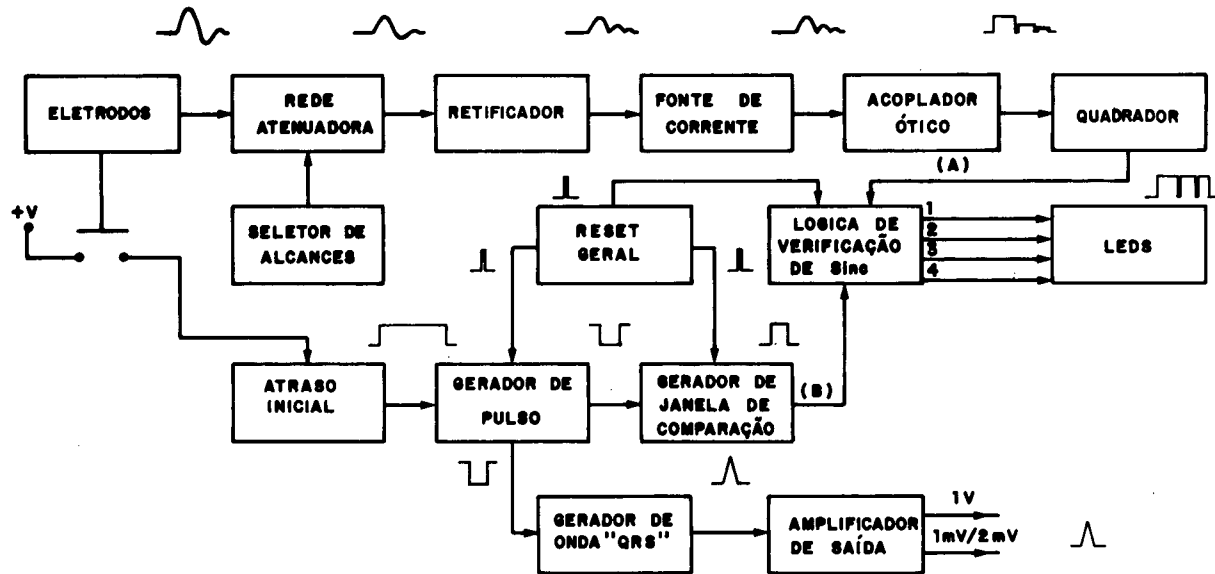 ELETRODOS
REDE
ATENUADORA
RETIFICADOR
FONTE DE
CORRENTE
ACOPLADOR
ÓTICO
QUADRADOR
(A)
+V
SELETOR DE
ALCANCES
RESET
GERAL
LOGICA DE
VERIFICAÇÃO
DE Sinc
1
2
3
4
LEDS
ATRASO
INICIAL
GERADOR DE
PULSO
GERADOR DE
JANELA DE
COMPARAÇÃO
(B)
GERADOR DE
ONDA "QRS"
AMPLIFICADOR
DE SAÍDA
1V
1mV/2mV